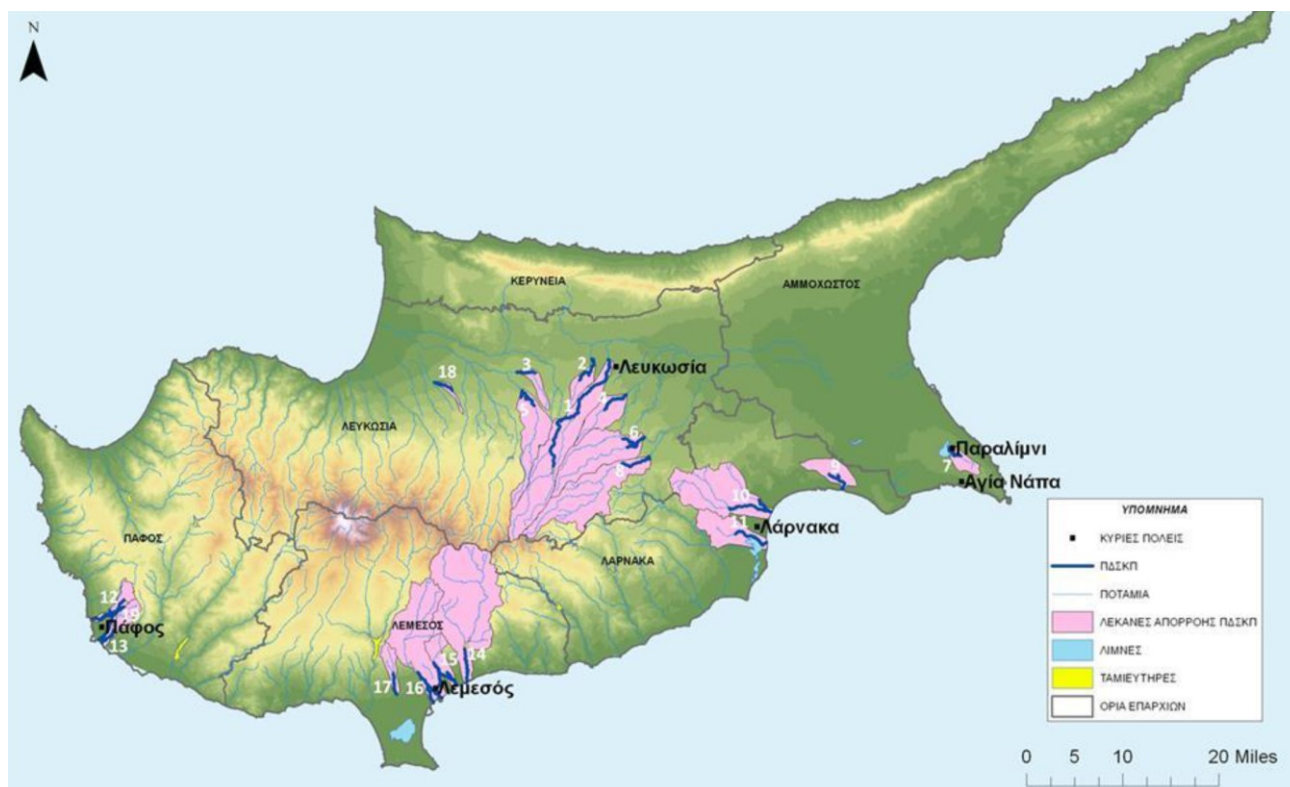 N
ΚΕΡΥΝΕΙΑ
ΑΜΜΟΧΩΣΤΟΣ
18
3
2
Λευκωσία
5
1
4
ΛΕΥΚΩΣΙΑ
6
8
9
Παραλίμνι
7
Αγία Νάπα
10
11
Λάρνακα
ΠΑΦΟΣ
ΛΑΡΝΑΚΑ
12
19
Πάφος
13
ΛΕΜΕΣΟΣ
15
14
17
16
Λεμεσός
ΥΠΟΜΝΗΜΑ
ΚΥΡΙΕΣ ΠΟΛΕΙΣ
ΠΔΣΚΠ
ΠΟΤΑΜΙΑ
ΛΕΚΑΝΕΣ ΑΠΟΡΡΟΗΣ ΠΔΣΚΠ
ΛΙΜΝΕΣ
ΤΑΜΙΕΥΤΗΡΕΣ
ΟΡΙΑ ΕΠΑΡΧΙΩΝ
0 5 10 20 Miles